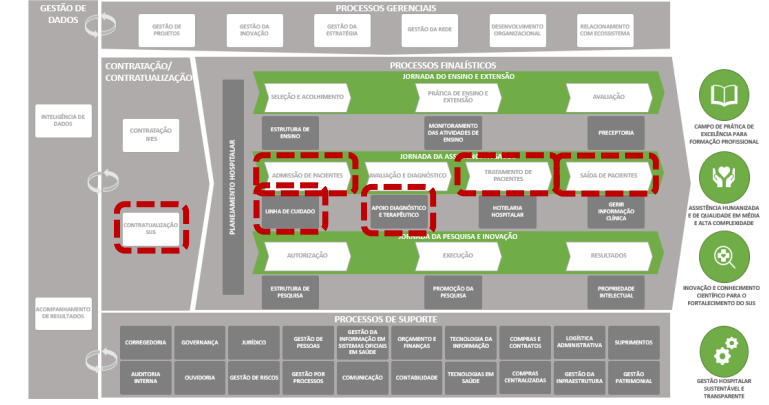 GESTÃO DE
DADOS
PROCESSOS GERENCIAIS
GESTÃO DE
PROJETOS
GESTÃO DA
INOVAÇÃO
GESTÃO DA
ESTRATÉGIA
GESTÃO DA REDE
DESENVOLVIMENTO
ORGANIZACIONAL
RELACIONAMENTO
COM ECOSSISTEMA
CONTRATAÇÃO/
CONTRATUALIZAÇÃO
PROCESSOS FINALÍSTICOS
JORNADA DO ENSINO E EXTENSÃO
SELEÇÃO E ACOLHIMENTO
PRÁTICA DE ENSINO E
EXTENSÃO
AVALIAÇÃO
INTELIGÊNCIA DE
DADOS
CONTRATAÇÃO
IFES
ESTRUTURA DE
ENSINO
MONITORAMENTO
DAS ATIVIDADES DE
ENSINO
PRECEPTORIA
PLANEJAMENTO HOSPITALAR
JORNADA DA
ADMISSÃO DE PACIENTES
AVALIAÇÃO E DIAGNÓSTICO
TRATAMENTO DE
PACIENTES
SAÍDA DE PACIENTES
CONTRATUALIZAÇÃO
SUS
LINHA DE CUIDADO
APOIO DIAGNÓSTICO
E TERAPÊUTICO
HOTELARIA
HOSPITALAR
GERIR
INFORMAÇÃO
CLÍNICA
JORNADA DA PESQUISA E INOVAÇÃO
AUTORIZAÇÃO
EXECUÇÃO
RESULTADOS
ESTRUTURA DE
PESQUISA
PROMOÇÃO DA
PESQUISA
PROPRIEDADE
INTELECTUAL
ACOMPANHAMENTO
DE RESULTADOS
PROCESSOS DE SUPORTE
CORREGEDORIA
GOVERNANÇA
JURÍDICO
GESTÃO DE
PESSOAS
GESTÃO DA
INFORMAÇÃO EM
SISTEMAS OFICIAIS
EM SAÚDE
ORÇAMENTO E
FINANÇAS
TECNOLOGIA DA
INFORMAÇÃO
COMPRAS E
CONTRATOS
LOGÍSTICA
ADMINISTRATIVA
SUPRIMENTOS
AUDITORIA
INTERNA
OUVIDORIA
GESTÃO DE RISCOS
GESTÃO POR
PROCESSOS
COMUNICAÇÃO
CONTABILIDADE
TECNOLOGIAS EM
SAÚDE
COMPRAS
CENTRALIZADAS
GESTÃO DA
INFRAESTRUTURA
GESTÃO
PATRIMONIAL
CAMPO DE PRÁTICA DE
EXCELÊNCIA PARA
FORMAÇÃO PROFISSIONAL
ASSISTÊNCIA HUMANIZADA
E DE QUALIDADE EM MÉDIA
E ALTA COMPLEXIDADE
INOVAÇÃO E CONHECIMENTO
CIENTÍFICO PARA O
FORTALECIMENTO DO SUS
GESTÃO HOSPITALAR
SUSTENTÁVEL E
TRANSPARENTE